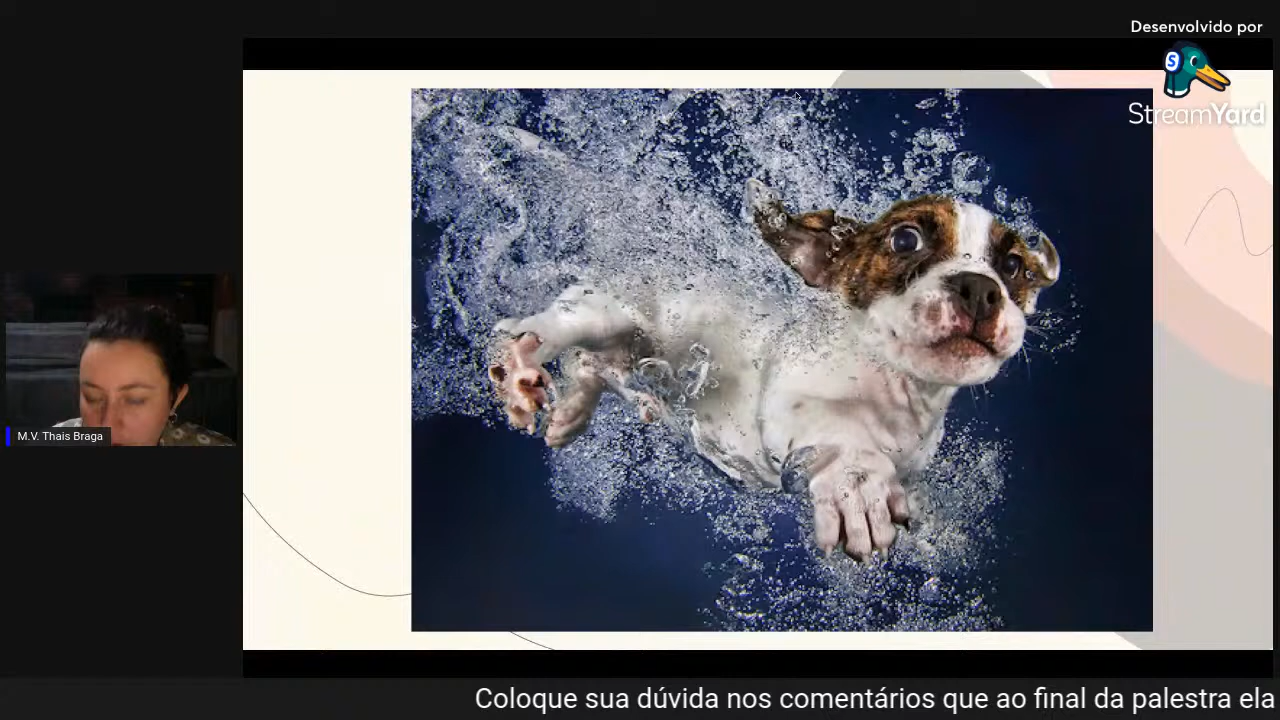 Desenvolvido por
S
StreamYard
M.V. Thais Braga
Coloque sua dúvida nos comentários que ao final da palestra ela